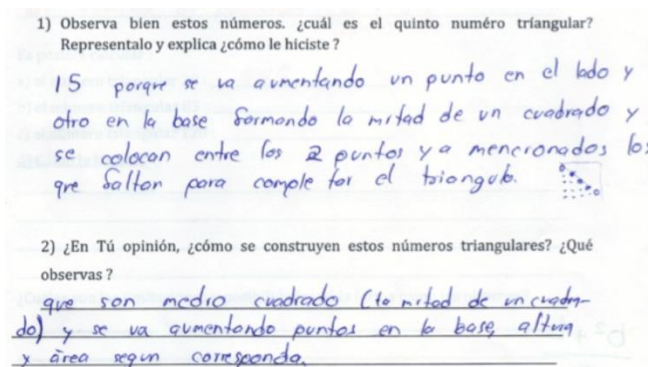 1) Observa bien estos números. ¿cuál es el quinto numéro tríangular?
Representalo y explica ¿cómo le hiciste ?
15 porque se va aumentando un punto en el lado y
otro en la base formando la mitad de un cuadrado y
se colocan entre los 2 puntos ya mencionados los
que faltan para completar el triangulo.
2) ¿En Tú opinión, ¿cómo se construyen estos números triangulares? ¿Qué
observas ?
que son medio cuadrado (la mitad de un cuadra-
do) y se va aumentando puntos en la base, altura
y área segun corresponda.